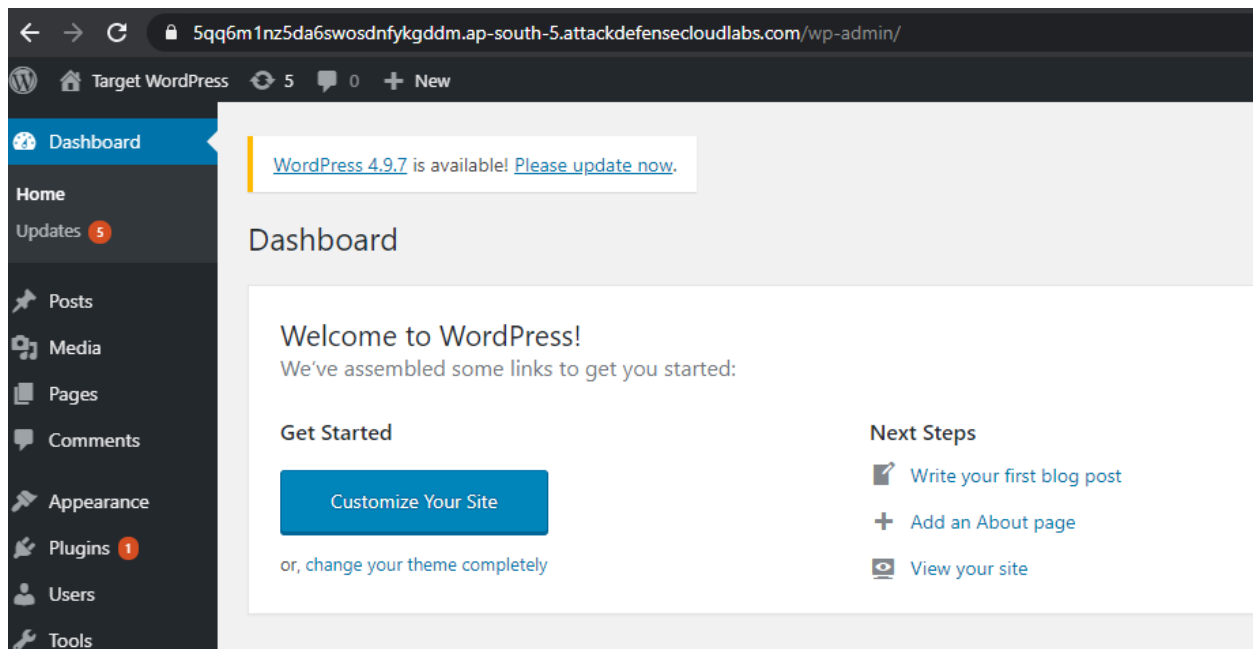 5qq6m1nz5da6swosdnfykgddm.ap-south-5.attackdefensecloudlabs.com/wp-admin/
Target WordPress 5 0 New
Dashboard
Home
Updates 5
Posts
Media
Pages
Comments
Appearance
Plugins 1
Users
Tools
WordPress 4.9.7 is available! Please update now.
Dashboard
Welcome to WordPress!
We've assembled some links to get you started:
Get Started
Customize Your Site
or, change your theme completely
Next Steps
Write your first blog post
Add an About page
View your site